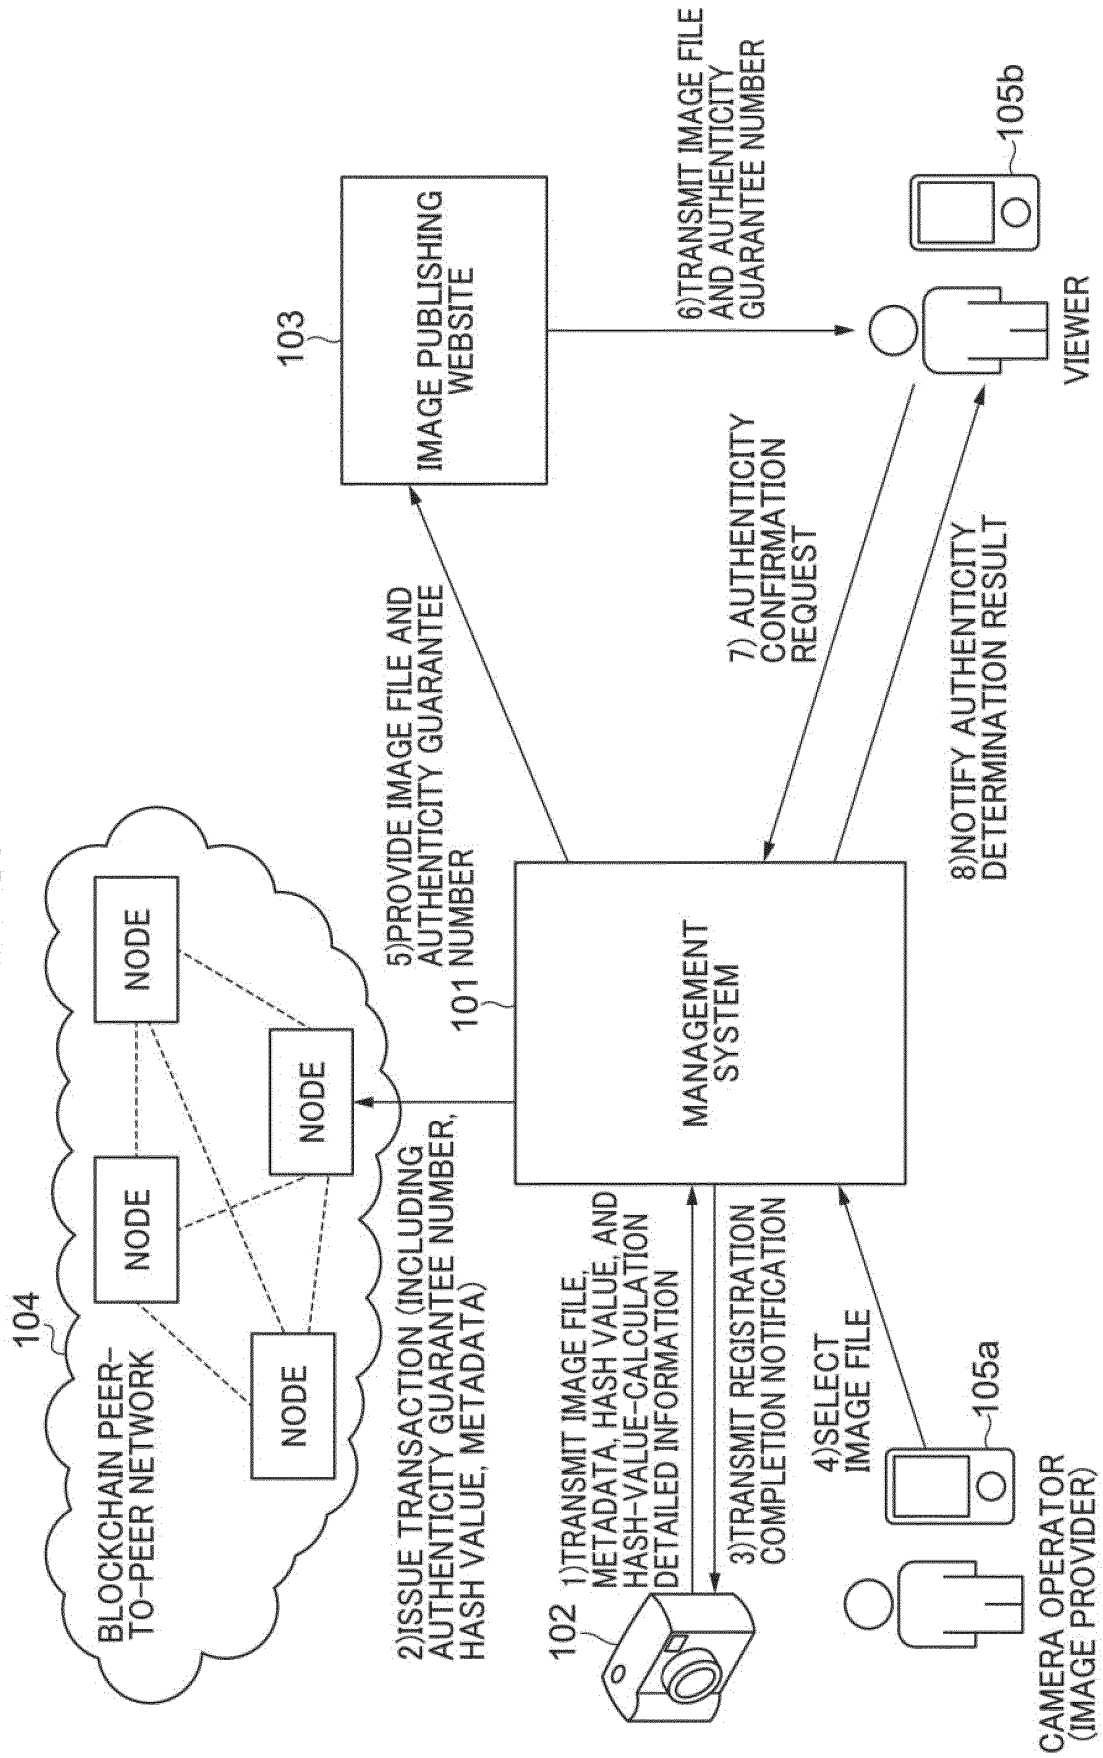 104
BLOCKCHAIN PEER-
TO-PEER NETWORK
NODE
NODE
NODE
NODE
2)ISSUE TRANSACTION (INCLUDING
AUTHENTICITY GUARANTEE NUMBER,
HASH VALUE, METADATA)
5)PROVIDE IMAGE FILE AND
AUTHENTICITY GUARANTEE
NUMBER
103
IMAGE PUBLISHING
WEBSITE
102
1)TRANSMIT IMAGE FILE,
METADATA, HASH VALUE, AND
HASH-VALUE-CALCULATION
DETAILED INFORMATION
3)TRANSMIT REGISTRATION
COMPLETION NOTIFICATION
101
MANAGEMENT
SYSTEM
6)TRANSMIT IMAGE FILE
AND AUTHENTICITY
GUARANTEE NUMBER
7) AUTHENTICITY
CONFIRMATION
REQUEST
4)SELECT
IMAGE FILE
8)NOTIFY AUTHENTICITY
DETERMINATION RESULT
105a
CAMERA OPERATOR
(IMAGE PROVIDER)
105b
VIEWER